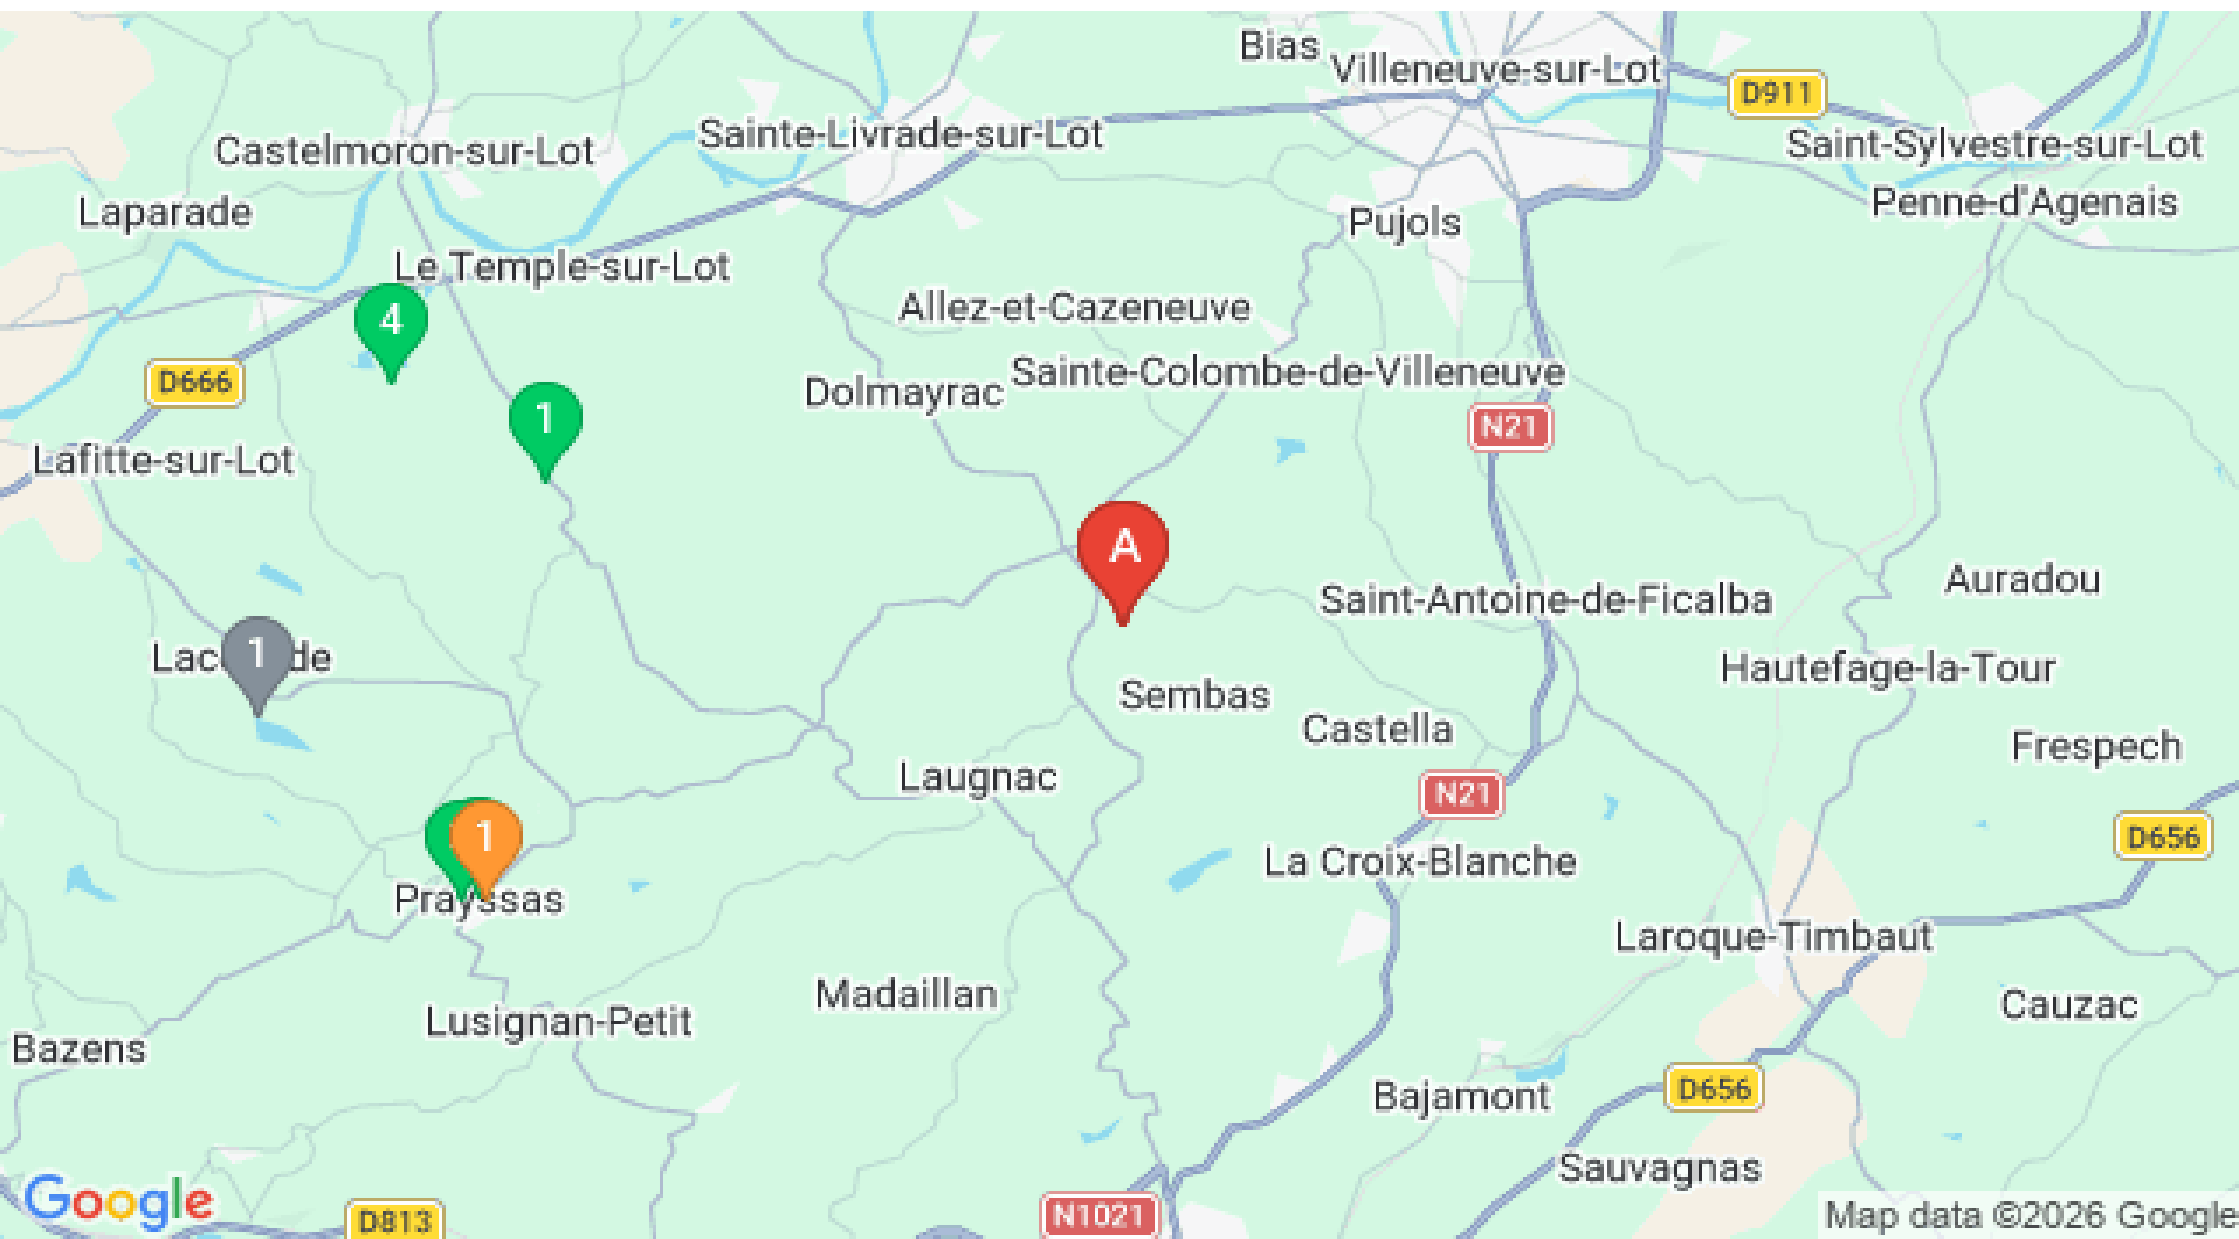 Bias
Villeneuve-sur-Lot
D911
Sainte-Livrade-sur-Lot
Castelmoron-sur-Lot
Saint-Sylvestre-sur-Lot
Laparade
Penne-d'Agenais
Pujols
Le Temple-sur-Lot
Allez-et-Cazeneuve
4
Sainte-Colombe-de-Villeneuve
D666
Dolmayrac
1
N21
Lafitte-sur-Lot
A
Auradou
Saint-Antoine-de-Ficalba
1
Lac de
Hautefage-la-Tour
Sembas
Castella
Frespech
Laugnac
N21
1
D656
La Croix-Blanche
Prayssas
Laroque-Timbaut
Madaillan
Cauzac
Lusignan-Petit
Bazens
D656
Bajamont
Sauvagnas
Google
D813
N1021
Map data ©2026 Google